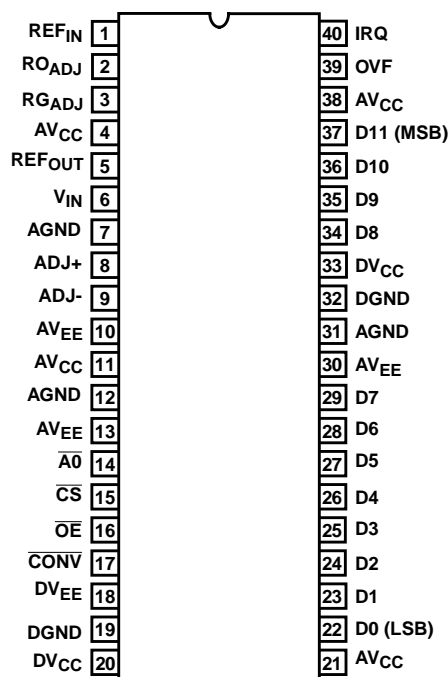 REFIN 1 40 IRQ
ROADJ 2 39 OVF
RGADJ 3 38 AVCC
AVCC 4 37 D11 (MSB)
REFOUT 5 36 D10
VIN 6 35 D9
AGND 7 34 D8
ADJ+ 8 33 DVCC
ADJ- 9 32 DGND
AVEE 10 31 AGND
AVCC 11 30 AVEE
AGND 12 29 D7
AVEE 13 28 D6
A0 14 27 D5
CS 15 26 D4
OE 16 25 D3
CONV 17 24 D2
DVEE 18 23 D1
DGND 19 22 D0 (LSB)
DVCC 20 21 AVCC